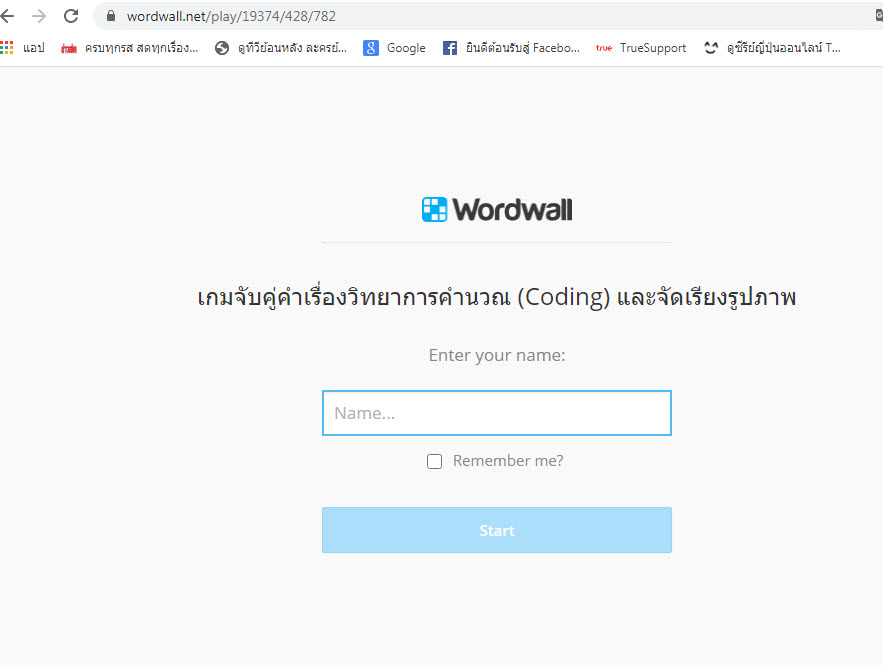 wordwall.net/play/19374/428/782
แอป ครบทุกรส สดทุกเรื่อง... ดูทีวีย้อนหลัง ละครย้... Google ยินดีต้อนรับสู่ Facebo... true TrueSupport ดูซีรีย์ญี่ปุ่นออนไลน์ T...
Wordwall
เกมจับคู่คำเรื่องวิทยาการคำนวณ (Coding) และจัดเรียงรูปภาพ
Enter your name:
Name...
Remember me?
Start